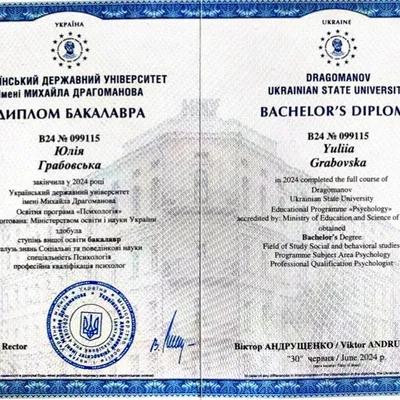 УКРАЇНА
ЇНСЬКИЙ ДЕРЖАВНИЙ УНІВЕРСИТЕТ
імені МИХАЙЛА ДРАГОМАНОВА
ДИПЛОМ БАКАЛАВРА
B24 № 099115
Юлія
Грабовська
закінчила у 2024 році
Український державний університет
імені Михайла Драгоманова
Освітня програма «Психологія»
Міністерством освіти і науки України
здобула
ступінь вищої освіти бакалавр
галузь знань Соціальні та поведінкові науки
спеціальність Психологія
професійна кваліфікація психолог
Rector
UKRAINE
DRAGOMANOV
UKRAINIAN STATE UNIVERSITY
BACHELOR'S DIPLOM
B24 № 099115
Yuliia
Grabovska
in 2024 completed the full course of
Dragomanov
Ukrainian State University
Educational Programme «Psychology»
accredited by: Ministry of Education and Science of
obtained
Bachelor's Degree
Field of Study Social and behavioral studies
Programme Subject Area Psychology
Professional Qualification Psychologist
Віктор АНДРУЩЕНКО / Viktor ANDRU
"30" червня / June 2024 р.